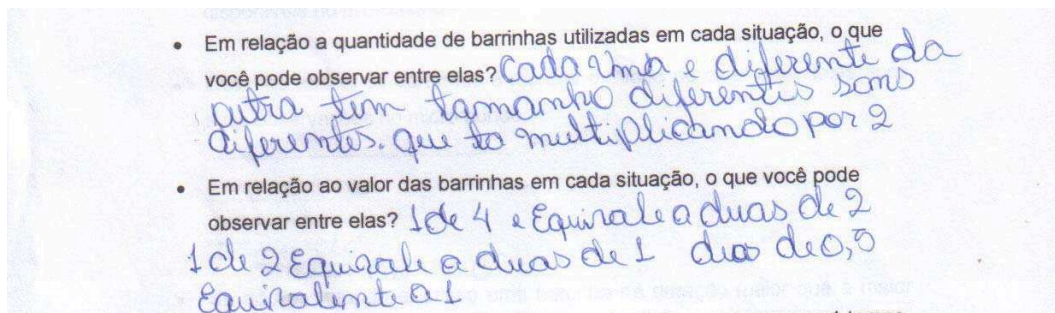 • Em relação a quantidade de barrinhas utilizadas em cada situação, o que
você pode observar entre elas? Cada uma e diferente da
outra tem tamanho diferentes sons
diferentes. que to multiplicando por 2
• Em relação ao valor das barrinhas em cada situação, o que você pode
observar entre elas? 1 de 4 e Equivale a duas de 2
1 de 2 Equivale a duas de 1 duas de 0,5
Equivalente a 1